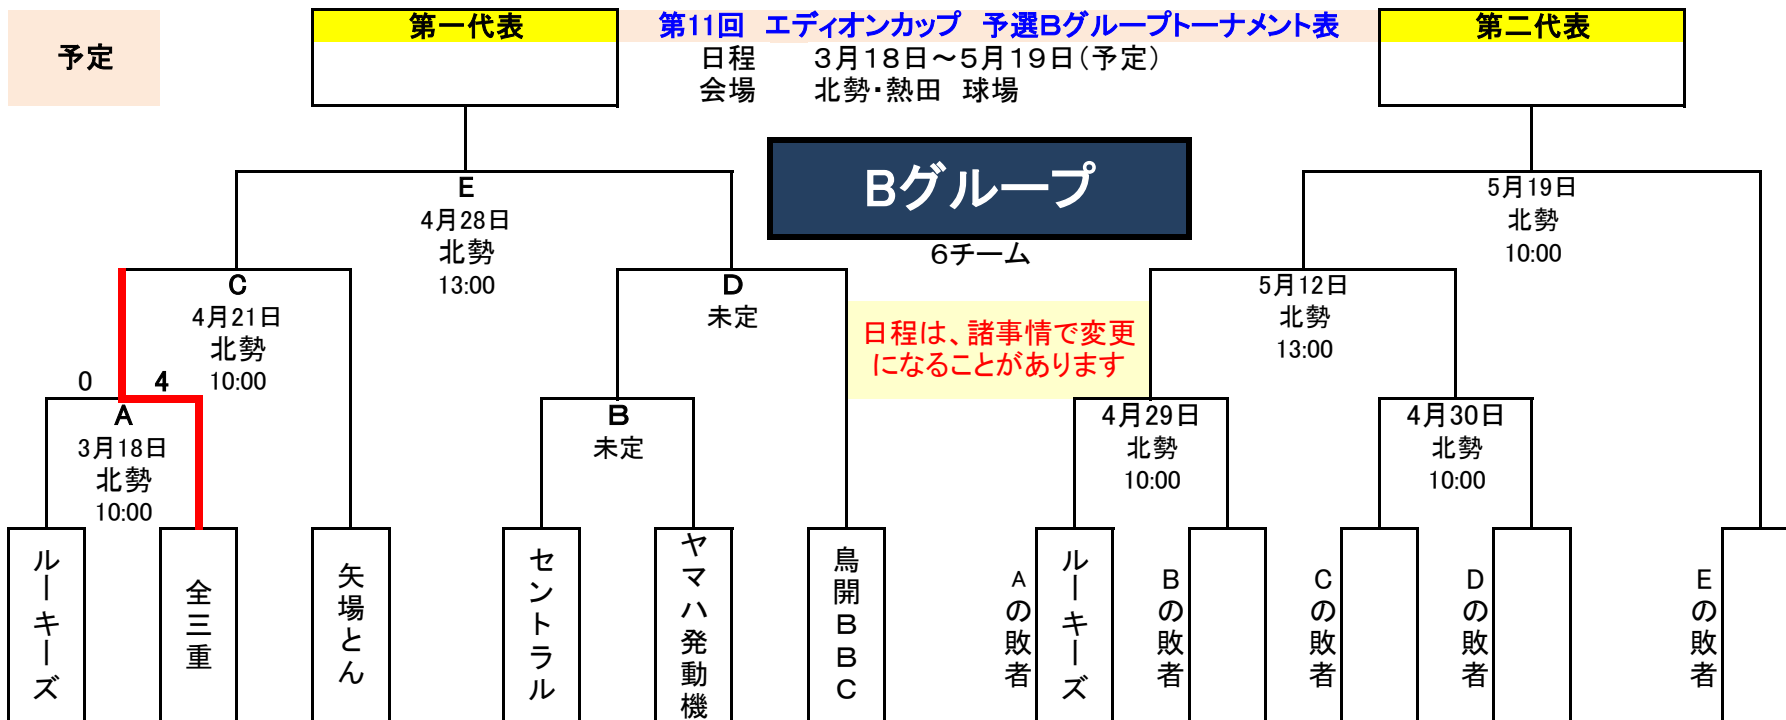 予定
第一代表
第11回 エディオンカップ 予選Bグループトーナメント表
第二代表
日程 3月18日～5月19日(予定)
会場 北勢・熱田 球場
Bグループ
6チーム
E
4月28日
北勢
13:00
5月19日
北勢
10:00
C
4月21日
北勢
10:00
D
未定
日程は、諸事情で変更
になることがあります
5月12日
北勢
13:00
0 4
A
3月18日
北勢
10:00
B
未定
4月29日
北勢
10:00
4月30日
北勢
10:00
ルーキーズ
全三重
矢場とん
セントラル
ヤマハ発動機
鳥開BBC
Aの敗者
ルーキーズ
Bの敗者
Cの敗者
Dの敗者
Eの敗者